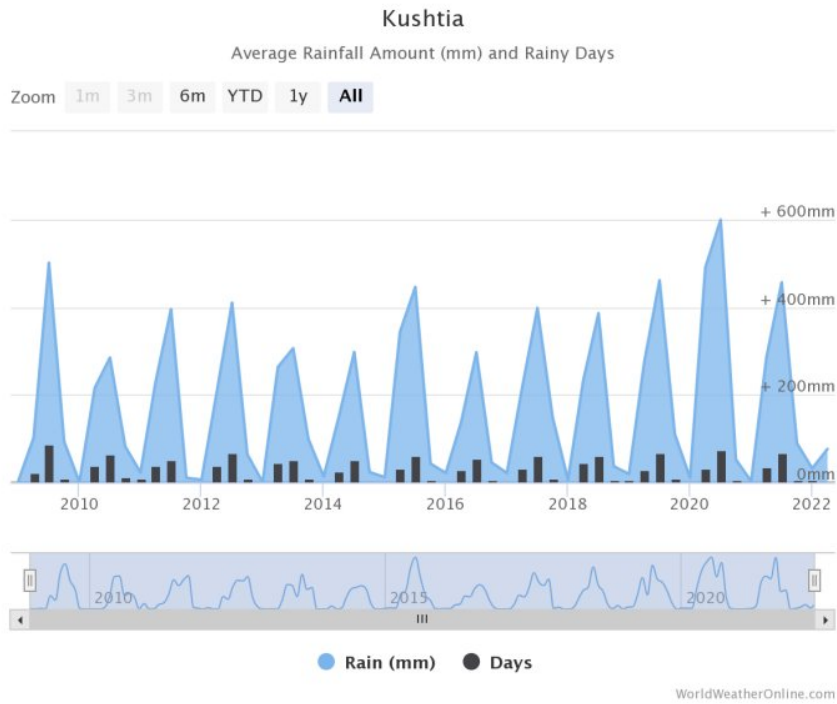 Kushtia
Average Rainfall Amount (mm) and Rainy Days
Zoom 1m 3m 6m YTD 1y All
+ 600mm
+ 400mm
+ 200mm
0mm
2010 2012 2014 2016 2018 2020 2022
2010 2015 2020
Rain (mm) Days
WorldWeatherOnline.com